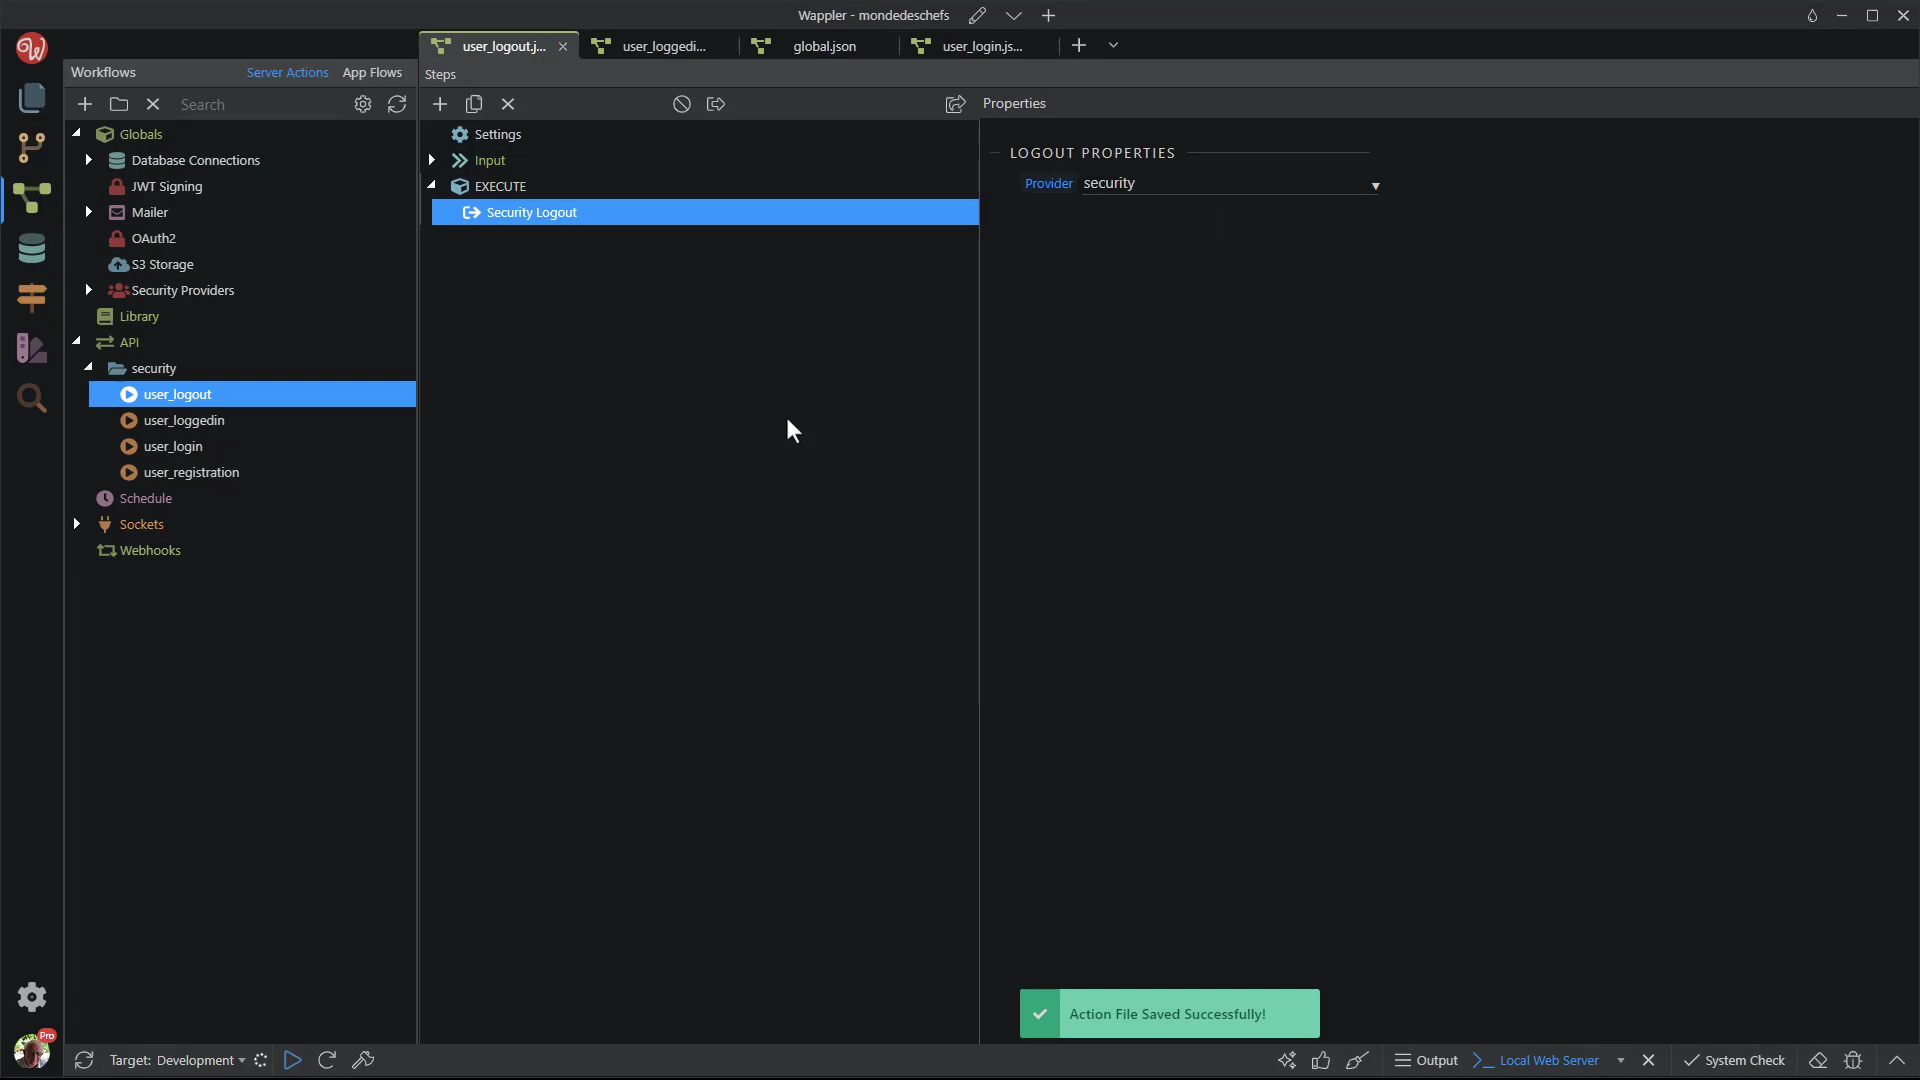 Wappler - mondedeschefs
user_logout.j...
user_loggedi...
global.json
user_login.js...
Workflows
Server Actions
App Flows
Steps
Search
Properties
Globals
Database Connections
JWT Signing
Mailer
OAuth2
S3 Storage
Security Providers
Library
API
security
user_logout
user_loggedin
user_login
user_registration
Schedule
Sockets
Webhooks
Settings
Input
EXECUTE
Security Logout
LOGOUT PROPERTIES
Provider security
Action File Saved Successfully!
Pro
Target: Development
Output
Local Web Server
System Check